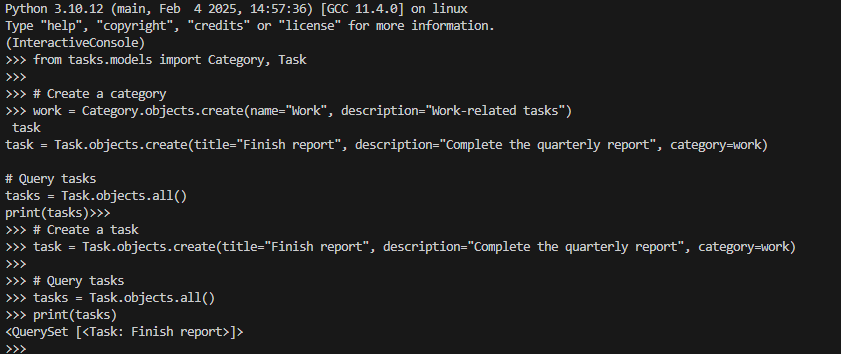 Python 3.10.12 (main, Feb  4 2025, 14:57:36) [GCC 11.4.0] on linux
Type "help", "copyright", "credits" or "license" for more information.
(InteractiveConsole)
>>> from tasks.models import Category, Task
>>>
>>> # Create a category
>>> work = Category.objects.create(name="Work", description="Work-related tasks")
 task
task = Task.objects.create(title="Finish report", description="Complete the quarterly report", category=work)

# Query tasks
tasks = Task.objects.all()
print(tasks)>>>
>>> # Create a task
>>> task = Task.objects.create(title="Finish report", description="Complete the quarterly report", category=work)
>>>
>>> # Query tasks
>>> tasks = Task.objects.all()
>>> print(tasks)
<QuerySet [<Task: Finish report>]>
>>>